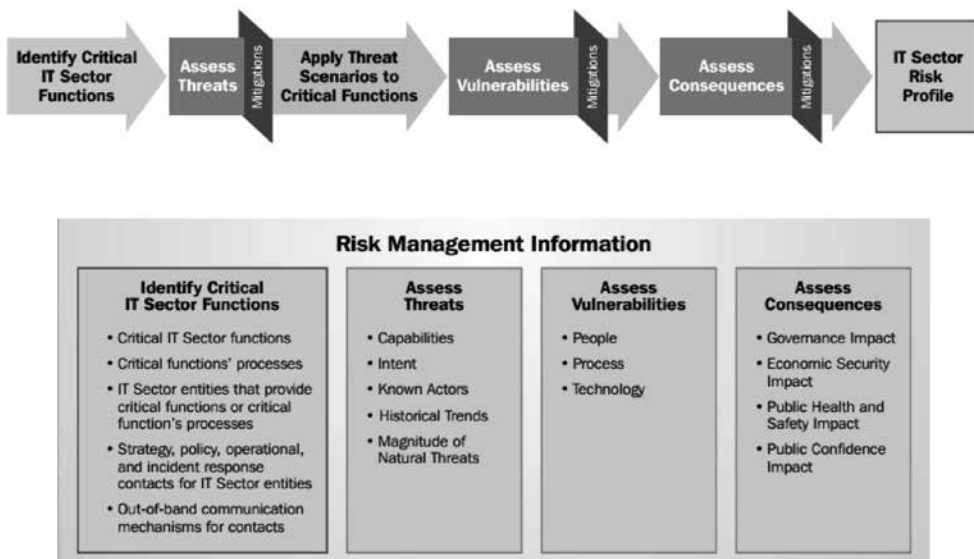 Identify Critical
IT Sector
Functions
Assess
Threats
Mitigations
Apply Threat
Scenarios to
Critical Functions
Assess
Vulnerabilities
Mitigations
Assess
Consequences
Mitigations
IT Sector
Risk
Profile
Risk Management Information
Identify Critical
IT Sector Functions
• Critical IT Sector functions
• Critical functions' processes
• IT Sector entities that provide
critical functions or critical
function's processes
• Strategy, policy, operational,
and incident response
contacts for IT Sector entities
• Out-of-band communication
mechanisms for contacts
Assess
Threats
• Capabilities
• Intent
• Known Actors
• Historical Trends
• Magnitude of
Natural Threats
Assess
Vulnerabilities
• People
• Process
• Technology
Assess
Consequences
• Governance Impact
• Economic Security
Impact
• Public Health and
Safety Impact
• Public Confidence
Impact